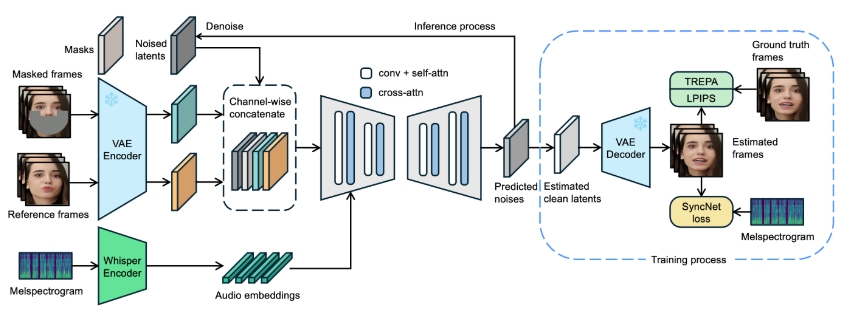 Masks
Noised
latents
Denoise
Inference process
Masked frames
VAE
Encoder
Reference frames
Channel-wise
concatenate
conv + self-attn
cross-attn
Predicted
noises
Estimated
clean latents
VAE
Decoder
TREPA
LPIPS
Ground truth
frames
Estimated
frames
SyncNet
loss
Melspectrogram
Training process
Melspectrogram
Whisper
Encoder
Audio embeddings